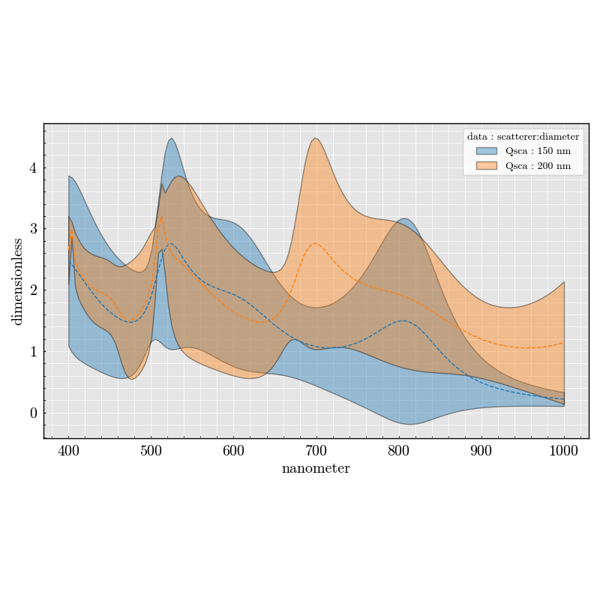 data : scatterer:diameter
Qsca : 150 nm
Qsca : 200 nm
4
3
2
1
0
dimensionless
400 500 600 700 800 900 1000
nanometer